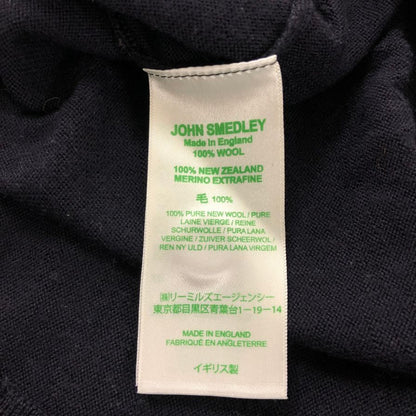 JOHN SMEDLEY
Made in England
100% WOOL
100% NEW ZEALAND
MERINO EXTRAFINE
毛 100%
100% PURE NEW WOOL / PURE
LAINE VIERGE / REINE
SCHURWOLLE / PURA LANA
VERGINE / ZUIVER SCHEERWOL /
REN NY ULD / PURA LANA VIRGEM
㈱リーミルズエージェンシー
東京都目黒区青葉台1-19-14
MADE IN ENGLAND
FABRIQUÉ EN ANGLETERRE
イギリス製